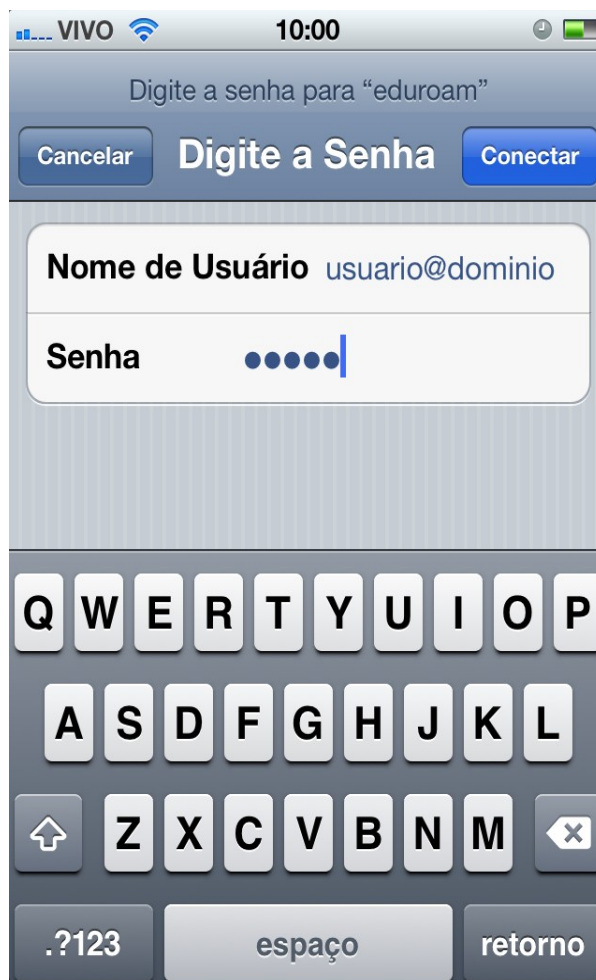 VIVO 10:00
Digite a senha para “eduroam”
Cancelar Digite a Senha Conectar
Nome de Usuário usuario@dominio
Senha •••••
Q W E R T Y U I O P
A S D F G H J K L
Z X C V B N M
.?123 espaço retorno